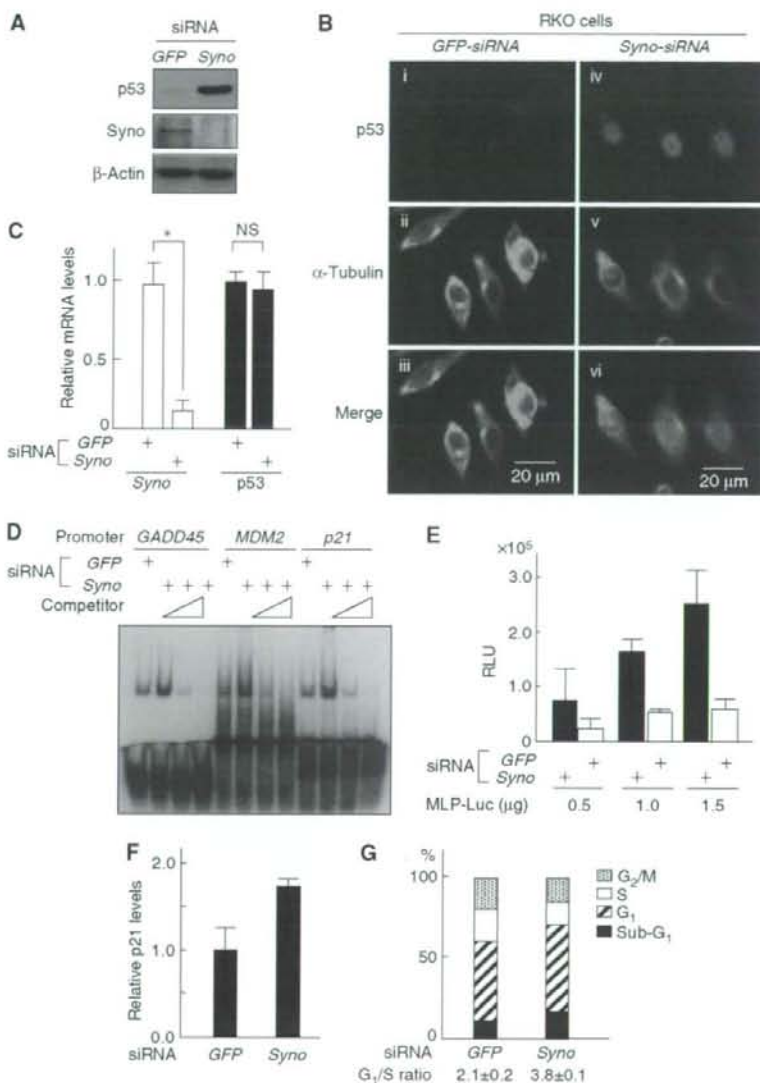 A
siRNA
GFP Syno
p53
Syno
β-Actin
B
RKO cells
GFP-siRNA Syno-siRNA
i iv
p53
ii v
α-Tubulin
iii vi
Merge
20 μm 20 μm
C
Relative mRNA levels
* NS
1.0
0.5
0
siRNA GFP + +
Syno + +
Syno p53
D
Promoter GADD45 MDM2 p21
siRNA GFP + + +
Syno + + + + + + + + +
Competitor
E
×10⁵
RLU
3.0
2.0
1.0
0
siRNA GFP + + +
Syno + + +
MLP-Luc (μg) 0.5 1.0 1.5
F
Relative p21 levels
2.0
1.0
0.0
siRNA GFP Syno
G
%
100
50
0
G₂/M
S
G₁
Sub-G₁
siRNA GFP Syno
G₁/S ratio 2.1±0.2 3.8±0.1